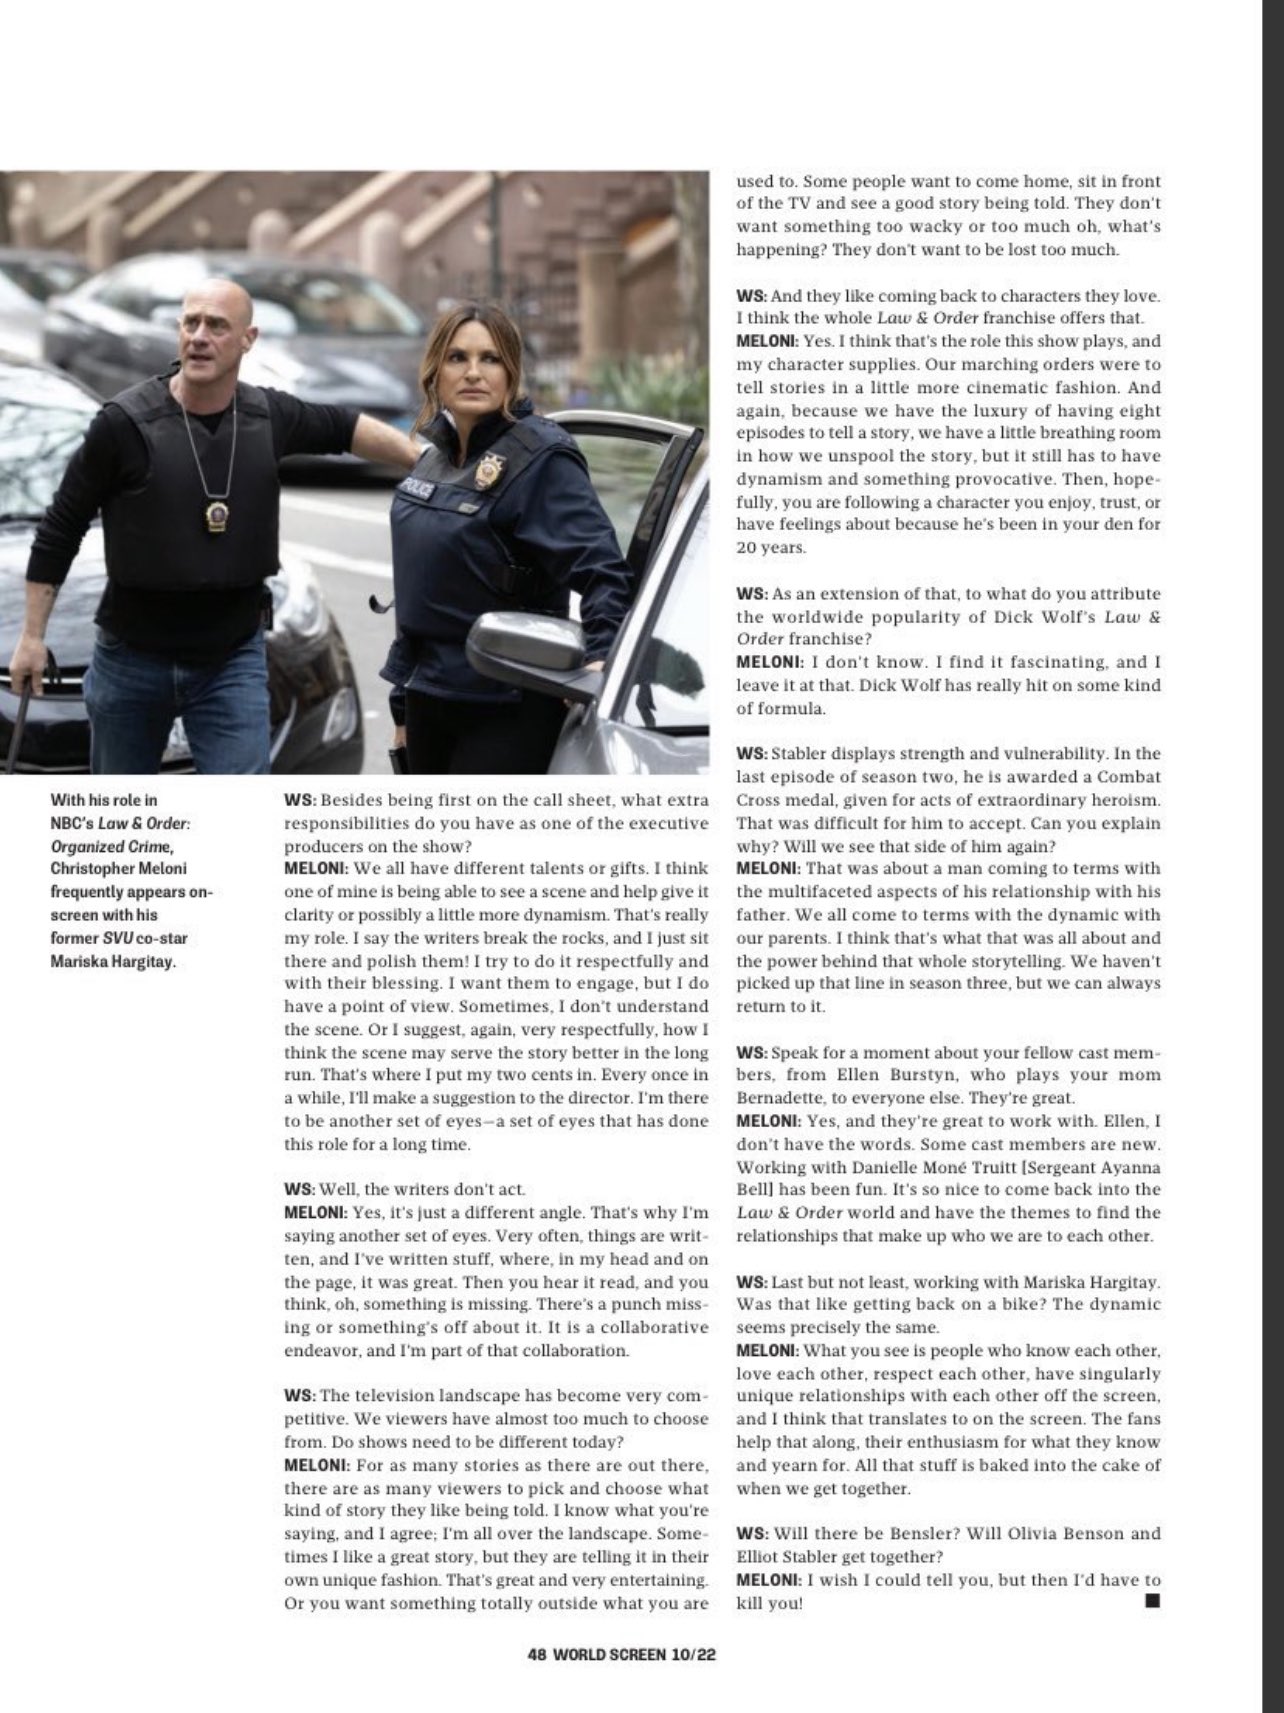 POLICE
With his role in
NBC's Law & Order:
Organized Crime,
Christopher Meloni
frequently appears on-
screen with his
former SVU co-star
Mariska Hargitay.
WS: Besides being first on the call sheet, what extra
responsibilities do you have as one of the executive
producers on the show?
MELONI: We all have different talents or gifts. I think
one of mine is being able to see a scene and help give it
clarity or possibly a little more dynamism. That's really
my role. I say the writers break the rocks, and I just sit
there and polish them! I try to do it respectfully and
with their blessing. I want them to engage, but I do
have a point of view. Sometimes, I don't understand
the scene. Or I suggest, again, very respectfully, how I
think the scene may serve the story better in the long
run. That's where I put my two cents in. Every once in
a while, I'll make a suggestion to the director. I'm there
to be another set of eyes—a set of eyes that has done
this role for a long time.
WS: Well, the writers don't act.
MELONI: Yes, it's just a different angle. That's why I'm
saying another set of eyes. Very often, things are writ-
ten, and I've written stuff, where, in my head and on
the page, it was great. Then you hear it read, and you
think, oh, something is missing. There's a punch miss-
ing or something's off about it. It is a collaborative
endeavor, and I'm part of that collaboration.
WS: The television landscape has become very com-
petitive. We viewers have almost too much to choose
from. Do shows need to be different today?
MELONI: For as many stories as there are out there,
there are as many viewers to pick and choose what
kind of story they like being told. I know what you're
saying, and I agree; I'm all over the landscape. Some-
times I like a great story, but they are telling it in their
own unique fashion. That's great and very entertaining.
Or you want something totally outside what you are
used to. Some people want to come home, sit in front
of the TV and see a good story being told. They don't
want something too wacky or too much oh, what's
happening? They don't want to be lost too much.
WS: And they like coming back to characters they love.
I think the whole Law & Order franchise offers that.
MELONI: Yes. I think that's the role this show plays, and
my character supplies. Our marching orders were to
tell stories in a little more cinematic fashion. And
again, because we have the luxury of having eight
episodes to tell a story, we have a little breathing room
in how we unspool the story, but it still has to have
dynamism and something provocative. Then, hope-
fully, you are following a character you enjoy, trust, or
have feelings about because he's been in your den for
20 years.
WS: As an extension of that, to what do you attribute
the worldwide popularity of Dick Wolf's Law &
Order franchise?
MELONI: I don't know. I find it fascinating, and I
leave it at that. Dick Wolf has really hit on some kind
of formula.
WS: Stabler displays strength and vulnerability. In the
last episode of season two, he is awarded a Combat
Cross medal, given for acts of extraordinary heroism.
That was difficult for him to accept. Can you explain
why? Will we see that side of him again?
MELONI: That was about a man coming to terms with
the multifaceted aspects of his relationship with his
father. We all come to terms with the dynamic with
our parents. I think that's what that was all about and
the power behind that whole storytelling. We haven't
picked up that line in season three, but we can always
return to it.
WS: Speak for a moment about your fellow cast mem-
bers, from Ellen Burstyn, who plays your mom
Bernadette, to everyone else. They're great.
MELONI: Yes, and they're great to work with. Ellen, I
don't have the words. Some cast members are new.
Working with Danielle Moné Truitt [Sergeant Ayanna
Bell] has been fun. It's so nice to come back into the
Law & Order world and have the themes to find the
relationships that make up who we are to each other.
WS: Last but not least, working with Mariska Hargitay.
Was that like getting back on a bike? The dynamic
seems precisely the same.
MELONI: What you see is people who know each other,
love each other, respect each other, have singularly
unique relationships with each other off the screen,
and I think that translates to on the screen. The fans
help that along, their enthusiasm for what they know
and yearn for. All that stuff is baked into the cake of
when we get together.
WS: Will there be Bensler? Will Olivia Benson and
Elliot Stabler get together?
MELONI: I wish I could tell you, but then I'd have to
kill you!
48 WORLD SCREEN 10/22